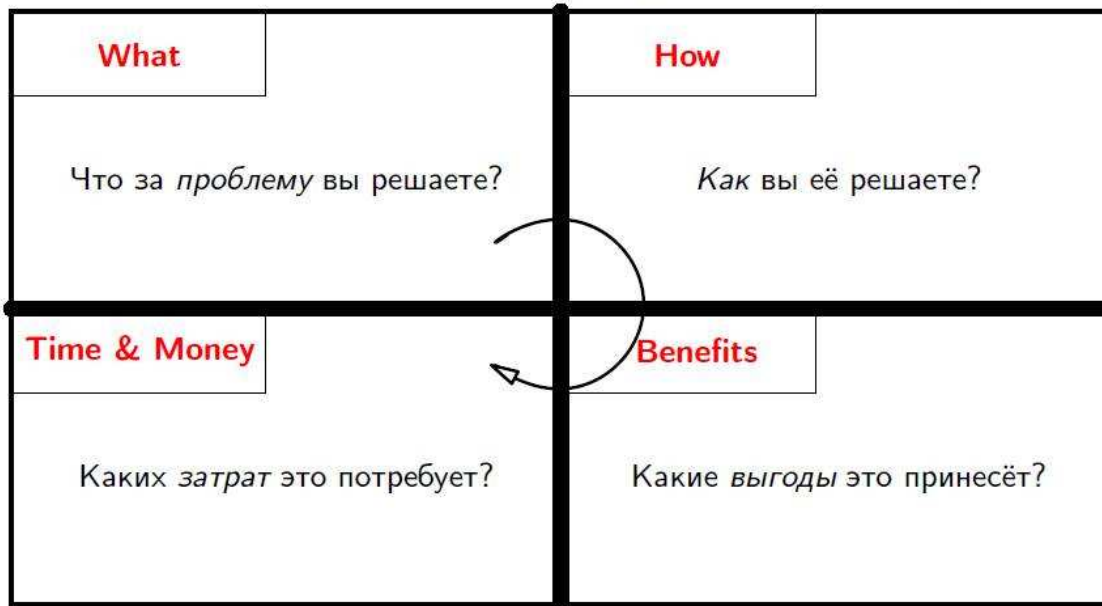 What
Что за проблему вы решаете?
How
Как вы её решаете?
Time & Money
Каких затрат это потребует?
Benefits
Какие выгоды это принесёт?